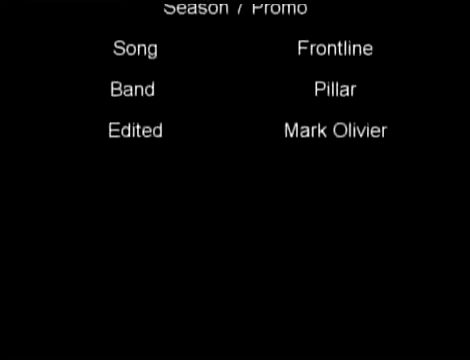 Season 7 Promo
Song Frontline
Band Pillar
Edited Mark Olivier